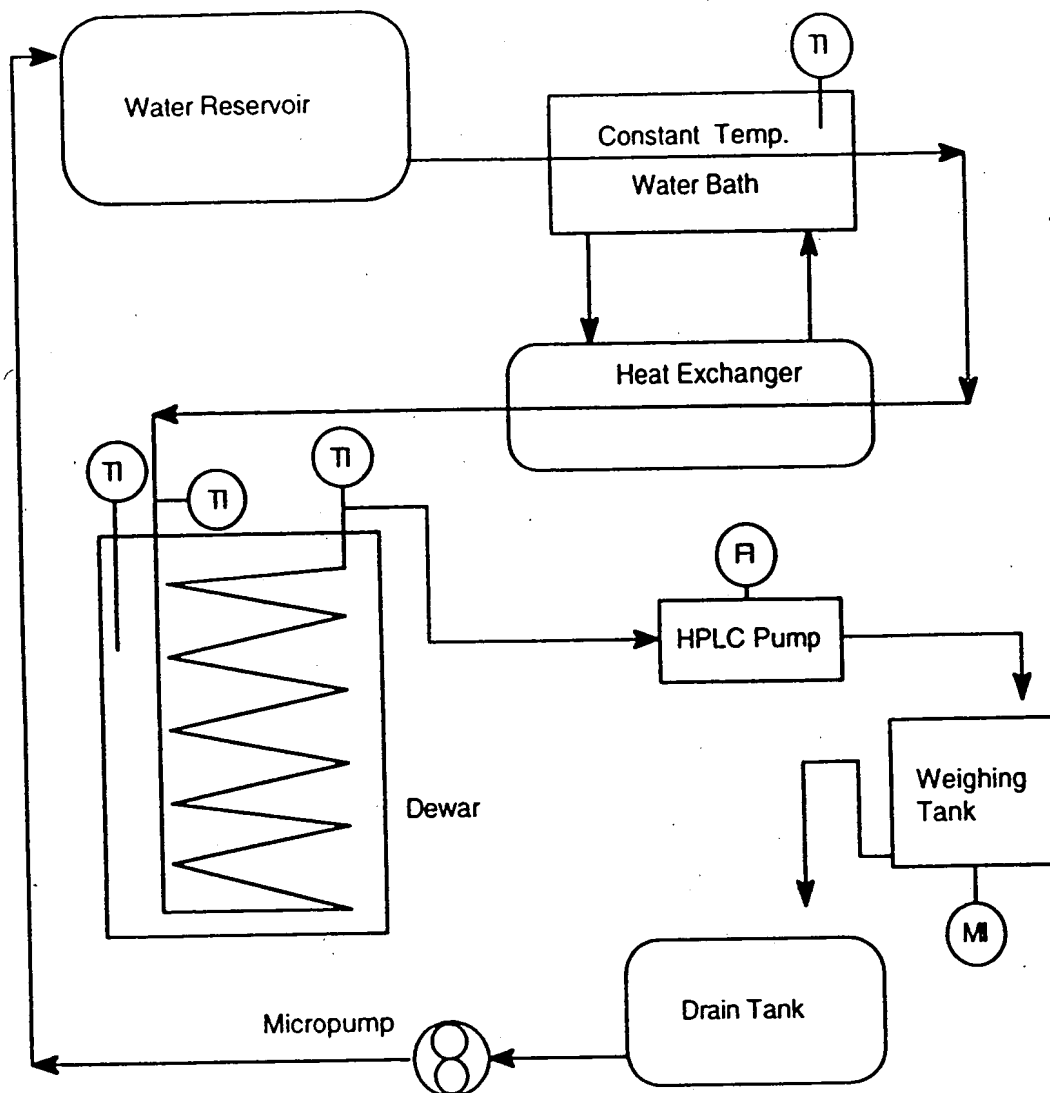 TI
Water Reservoir
Constant Temp.
Water Bath
Heat Exchanger
TI
TI
TI
FI
HPLC Pump
Weighing
Tank
Dewar
MI
Micropump
Drain Tank